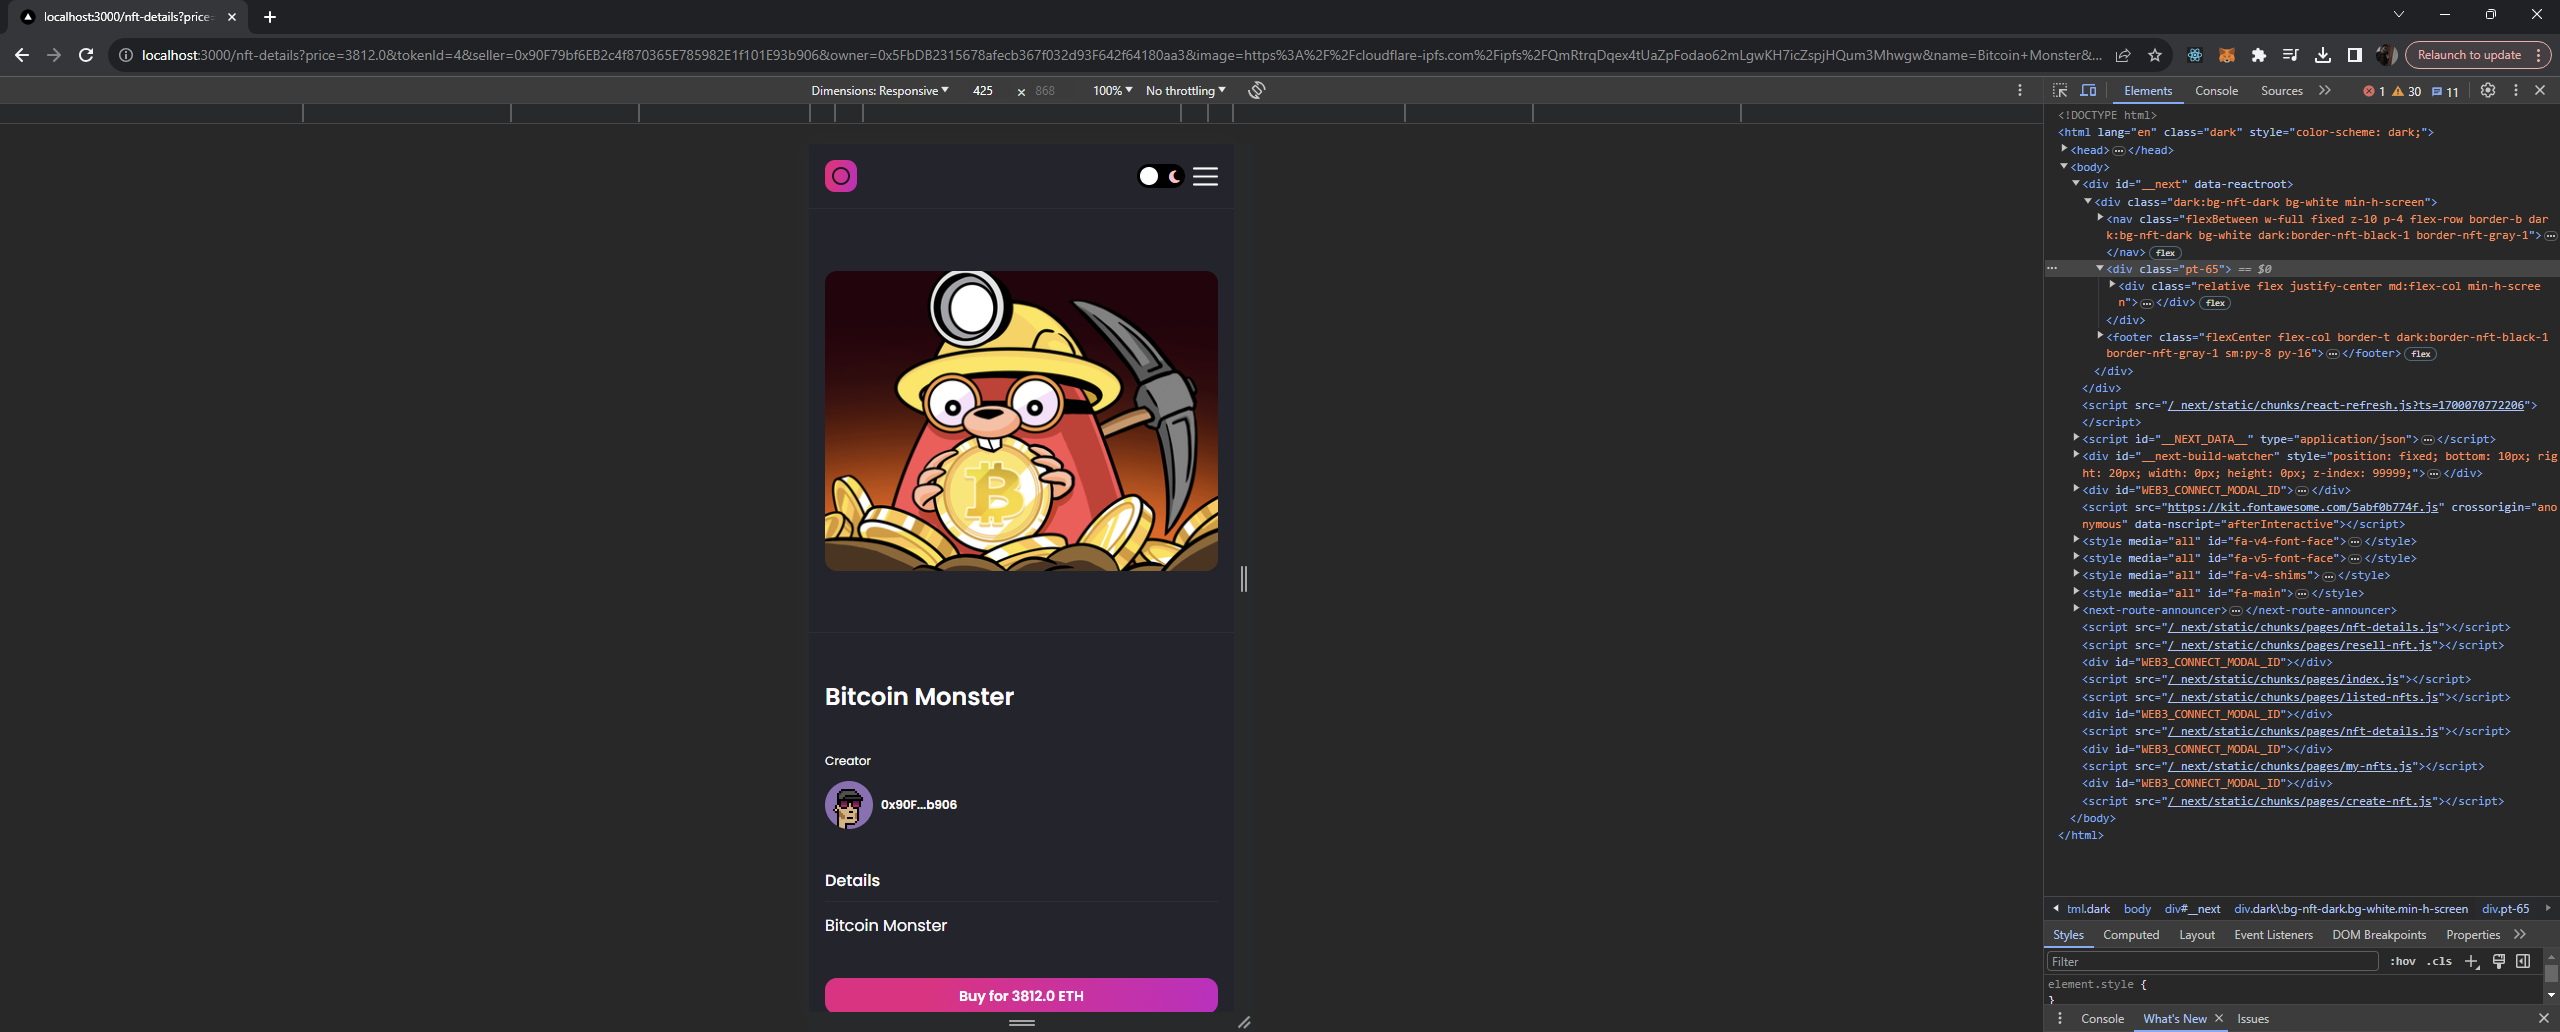 localhost:3000/nft-details?price=
localhost:3000/nft-details?price=3812.0&tokenId=4&seller=0x90F79bf6EB2c4f870365E785982E1f101E93b906&owner=0x5FbDB2315678afecb367f032d93F642f64180aa3&image=https%3A%2F%2Fcloudflare-ipfs.com%2Fipfs%2FQmRtrqDqex4tUaZpFodao62mLgwKH7icZspjHQum3Mhwgw&name=Bitcoin+Monster&...
Relaunch to update
Dimensions: Responsive 425 × 868 100% No throttling
Bitcoin Monster
Creator
0x90F...b906
Details
Bitcoin Monster
Buy for 3812.0 ETH
Elements Console Sources 1 30 11
<!DOCTYPE html>
<html lang="en" class="dark" style="color-scheme: dark;">
<head>…</head>
<body>
<div id="__next" data-reactroot>
<div class="dark:bg-nft-dark bg-white min-h-screen">
<nav class="flexBetween w-full fixed z-10 p-4 flex-row border-b dar
k:bg-nft-dark bg-white dark:border-nft-black-1 border-nft-gray-1">…
</nav> flex
<div class="pt-65"> == $0
<div class="relative flex justify-center md:flex-col min-h-scree
n">…</div> flex
</div>
<footer class="flexCenter flex-col border-t dark:border-nft-black-1
border-nft-gray-1 sm:py-8 py-16">…</footer> flex
</div>
</div>
<script src="/_next/static/chunks/react-refresh.js?ts=1700070772206">
</script>
<script id="__NEXT_DATA__" type="application/json">…</script>
<div id="__next-build-watcher" style="position: fixed; bottom: 10px; rig
ht: 20px; width: 0px; height: 0px; z-index: 99999;">…</div>
<div id="WEB3_CONNECT_MODAL_ID">…</div>
<script src="https://kit.fontawesome.com/5abf0b774f.js" crossorigin="ano
nymous" data-nscript="afterInteractive"></script>
<style media="all" id="fa-v4-font-face">…</style>
<style media="all" id="fa-v5-font-face">…</style>
<style media="all" id="fa-v4-shims">…</style>
<style media="all" id="fa-main">…</style>
<next-route-announcer>…</next-route-announcer>
<script src="/_next/static/chunks/pages/nft-details.js"></script>
<script src="/_next/static/chunks/pages/resell-nft.js"></script>
<div id="WEB3_CONNECT_MODAL_ID"></div>
<script src="/_next/static/chunks/pages/index.js"></script>
<script src="/_next/static/chunks/pages/listed-nfts.js"></script>
<div id="WEB3_CONNECT_MODAL_ID"></div>
<script src="/_next/static/chunks/pages/nft-details.js"></script>
<div id="WEB3_CONNECT_MODAL_ID"></div>
<script src="/_next/static/chunks/pages/my-nfts.js"></script>
<div id="WEB3_CONNECT_MODAL_ID"></div>
<script src="/_next/static/chunks/pages/create-nft.js"></script>
</body>
</html>
tml.dark body div#__next div.dark\:bg-nft-dark.bg-white.min-h-screen div.pt-65
Styles Computed Layout Event Listeners DOM Breakpoints Properties
Filter :hov .cls
element.style {
}
Console What's New Issues